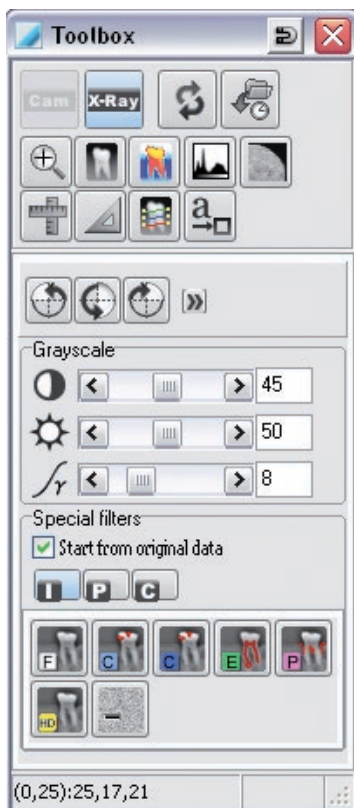 Toolbox
Cam X-Ray
a
»
Grayscale
45
50
γ 8
Special filters
Start from original data
I P C
F C C E P
HD
(0,25):25,17,21